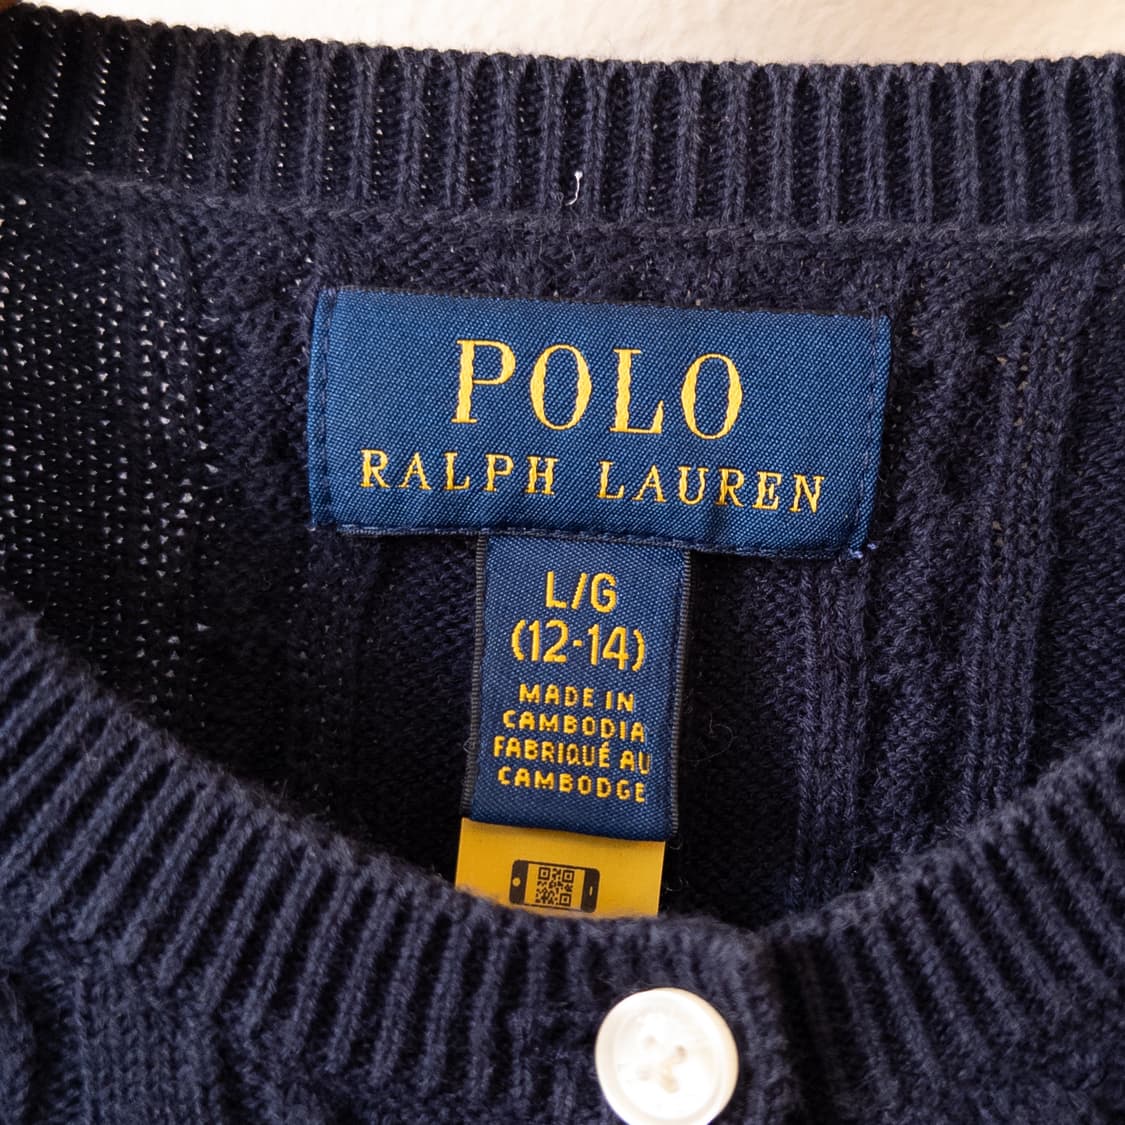 POLO
RALPH LAUREN
L/G
(12-14)
MADE IN
CAMBODIA
FABRIQUÉ AU
CAMBODGE